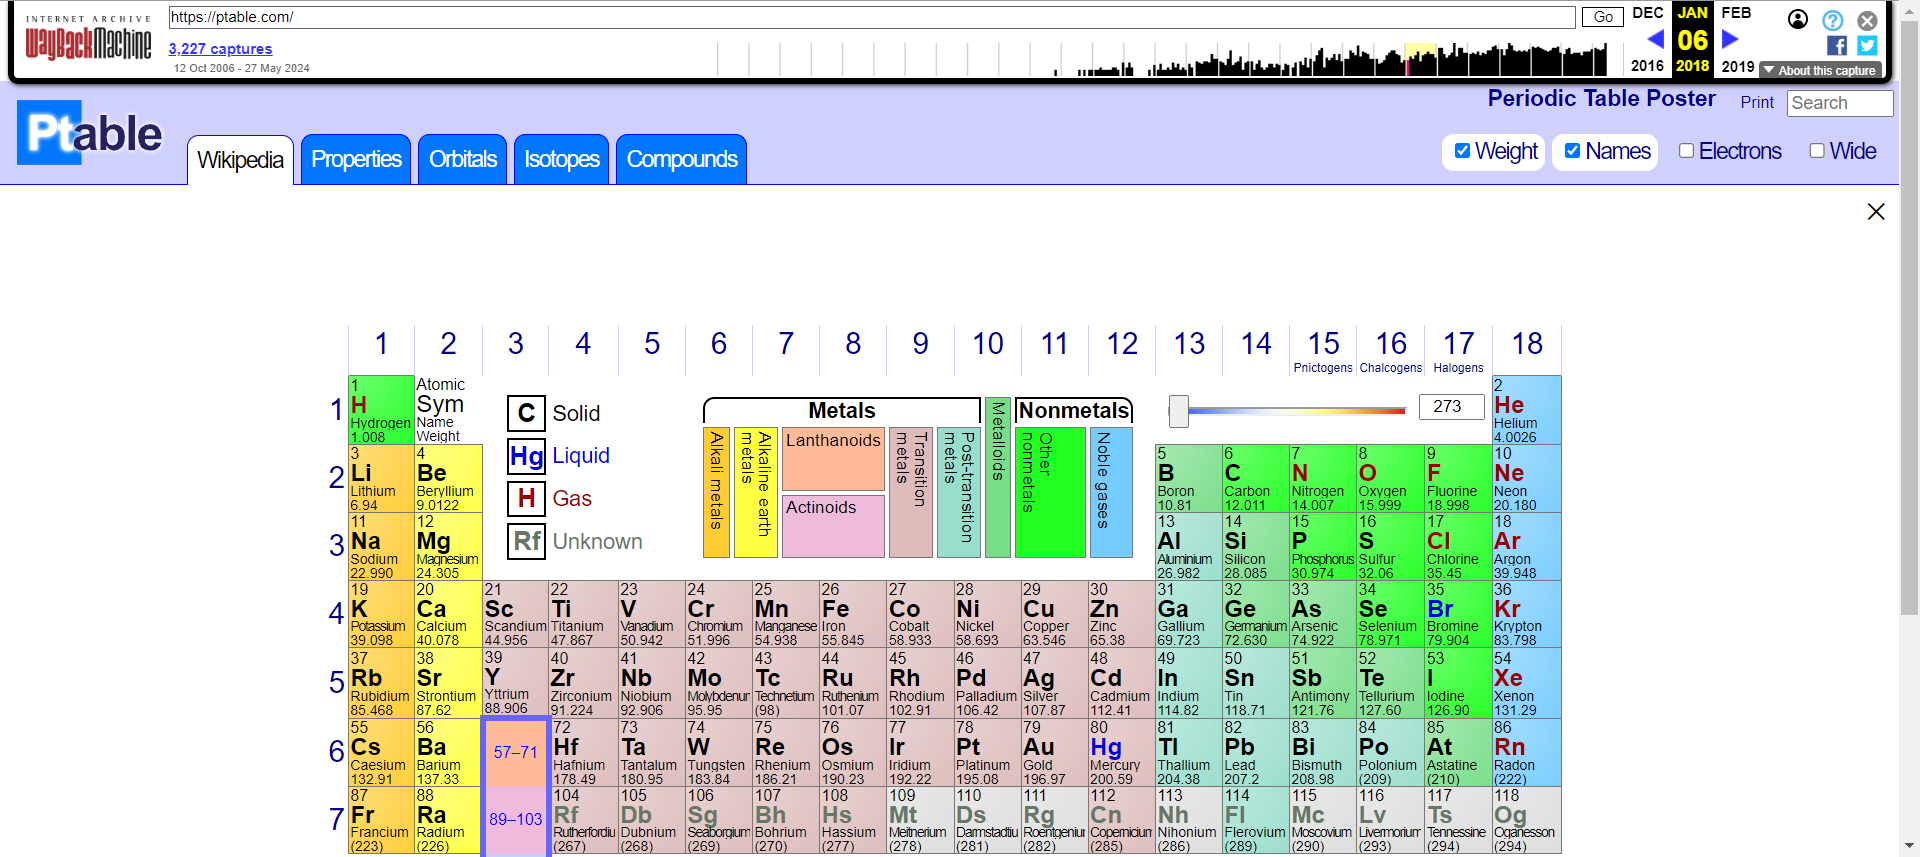 INTERNET ARCHIVE
WayBackMachine
https://ptable.com/
Go
DEC JAN FEB
06
2016 2018 2019
3,227 captures
12 Oct 2006 - 27 May 2024
About this capture
Ptable
Wikipedia
Properties
Orbitals
Isotopes
Compounds
Periodic Table Poster
Print
Search
Weight
Names
Electrons
Wide
1 2 3 4 5 6 7 8 9 10 11 12 13 14 15 16 17 18
Pnictogens Chalcogens Halogens
1
1 H Hydrogen 1.008
Atomic
Sym
Name
Weight
C Solid
Hg Liquid
H Gas
Rf Unknown
Metals
Alkali metals
Alkaline earth metals
Lanthanoids
Actinoids
Transition metals
Post-transition metals
Metalloids
Nonmetals
Other nonmetals
Noble gases
273
2 He Helium 4.0026
2
3 Li Lithium 6.94
4 Be Beryllium 9.0122
5 B Boron 10.81
6 C Carbon 12.011
7 N Nitrogen 14.007
8 O Oxygen 15.999
9 F Fluorine 18.998
10 Ne Neon 20.180
3
11 Na Sodium 22.990
12 Mg Magnesium 24.305
13 Al Aluminium 26.982
14 Si Silicon 28.085
15 P Phosphorus 30.974
16 S Sulfur 32.06
17 Cl Chlorine 35.45
18 Ar Argon 39.948
4
19 K Potassium 39.098
20 Ca Calcium 40.078
21 Sc Scandium 44.956
22 Ti Titanium 47.867
23 V Vanadium 50.942
24 Cr Chromium 51.996
25 Mn Manganese 54.938
26 Fe Iron 55.845
27 Co Cobalt 58.933
28 Ni Nickel 58.693
29 Cu Copper 63.546
30 Zn Zinc 65.38
31 Ga Gallium 69.723
32 Ge Germanium 72.630
33 As Arsenic 74.922
34 Se Selenium 78.971
35 Br Bromine 79.904
36 Kr Krypton 83.798
5
37 Rb Rubidium 85.468
38 Sr Strontium 87.62
39 Y Yttrium 88.906
40 Zr Zirconium 91.224
41 Nb Niobium 92.906
42 Mo Molybdenur 95.95
43 Tc Technetium (98)
44 Ru Ruthenium 101.07
45 Rh Rhodium 102.91
46 Pd Palladium 106.42
47 Ag Silver 107.87
48 Cd Cadmium 112.41
49 In Indium 114.82
50 Sn Tin 118.71
51 Sb Antimony 121.76
52 Te Tellurium 127.60
53 I Iodine 126.90
54 Xe Xenon 131.29
6
55 Cs Caesium 132.91
56 Ba Barium 137.33
57–71
72 Hf Hafnium 178.49
73 Ta Tantalum 180.95
74 W Tungsten 183.84
75 Re Rhenium 186.21
76 Os Osmium 190.23
77 Ir Iridium 192.22
78 Pt Platinum 195.08
79 Au Gold 196.97
80 Hg Mercury 200.59
81 Tl Thallium 204.38
82 Pb Lead 207.2
83 Bi Bismuth 208.98
84 Po Polonium (209)
85 At Astatine (210)
86 Rn Radon (222)
7
87 Fr Francium (223)
88 Ra Radium (226)
89–103
104 Rf Rutherfordiu (267)
105 Db Dubnium (268)
106 Sg Seaborgium (269)
107 Bh Bohrium (270)
108 Hs Hassium (277)
109 Mt Meitnerium (278)
110 Ds Darmstadtiu (281)
111 Rg Roentgeniur (282)
112 Cn Copernicium (285)
113 Nh Nihonium (286)
114 Fl Flerovium (289)
115 Mc Moscovium (290)
116 Lv Livermorium (293)
117 Ts Tennessine (294)
118 Og Oganesson (294)